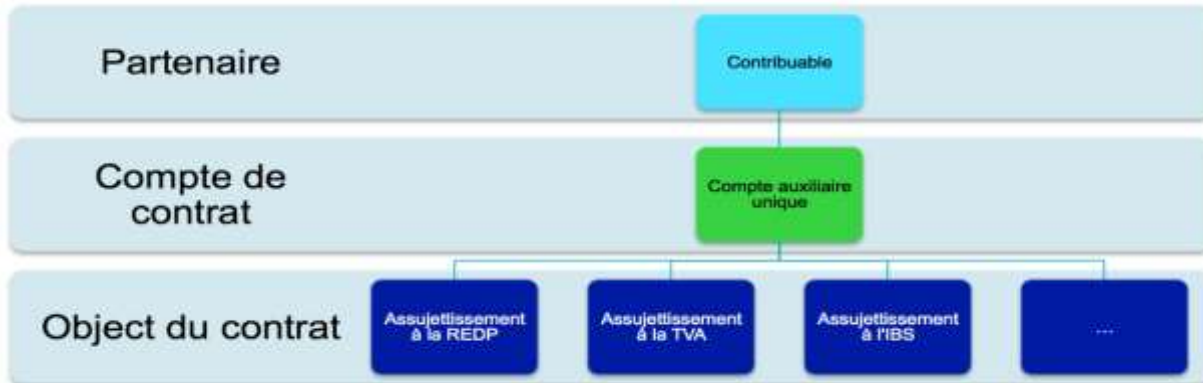 Partenaire
Contribuable
Compte de
contrat
Compte auxiliaire
unique
Object du contrat
Assujettissement
à la REDP
Assujettissement
á la TVA
Assujettissement
à l'IBS
...